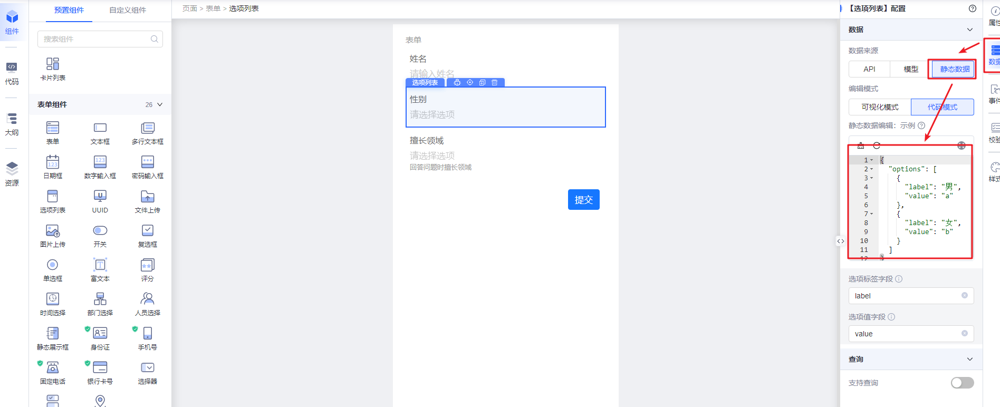 组件
代码
大纲
资源
预置组件
自定义组件
搜索组件
卡片列表
表单组件
26
表单
文本框
多行文本框
日期框
数字输入框
密码输入框
选项列表
UUID
文件上传
图片上传
开关
复选框
单选框
富文本
评分
时间选择
部门选择
人员选择
静态展示框
身份证
手机号
固定电话
银行卡号
选择器
页面 > 表单 > 选项列表
表单
姓名
请输入姓名
选项列表
性别
请选择选项
擅长领域
请选择选项
回答问题时擅长领域
提交
【选项列表】配置
数据
数据来源
API
模型
静态数据
编辑模式
可视化模式
代码模式
静态数据编辑：示例
1 {
2 "options": [
3 {
4 "label": "男",
5 "value": "a"
6 },
7 {
8 "label": "女",
9 "value": "b"
10 }
11 ]
12 }
选项标签字段
label
选项值字段
value
查询
支持查询
属性
数据
事件
校验
样式